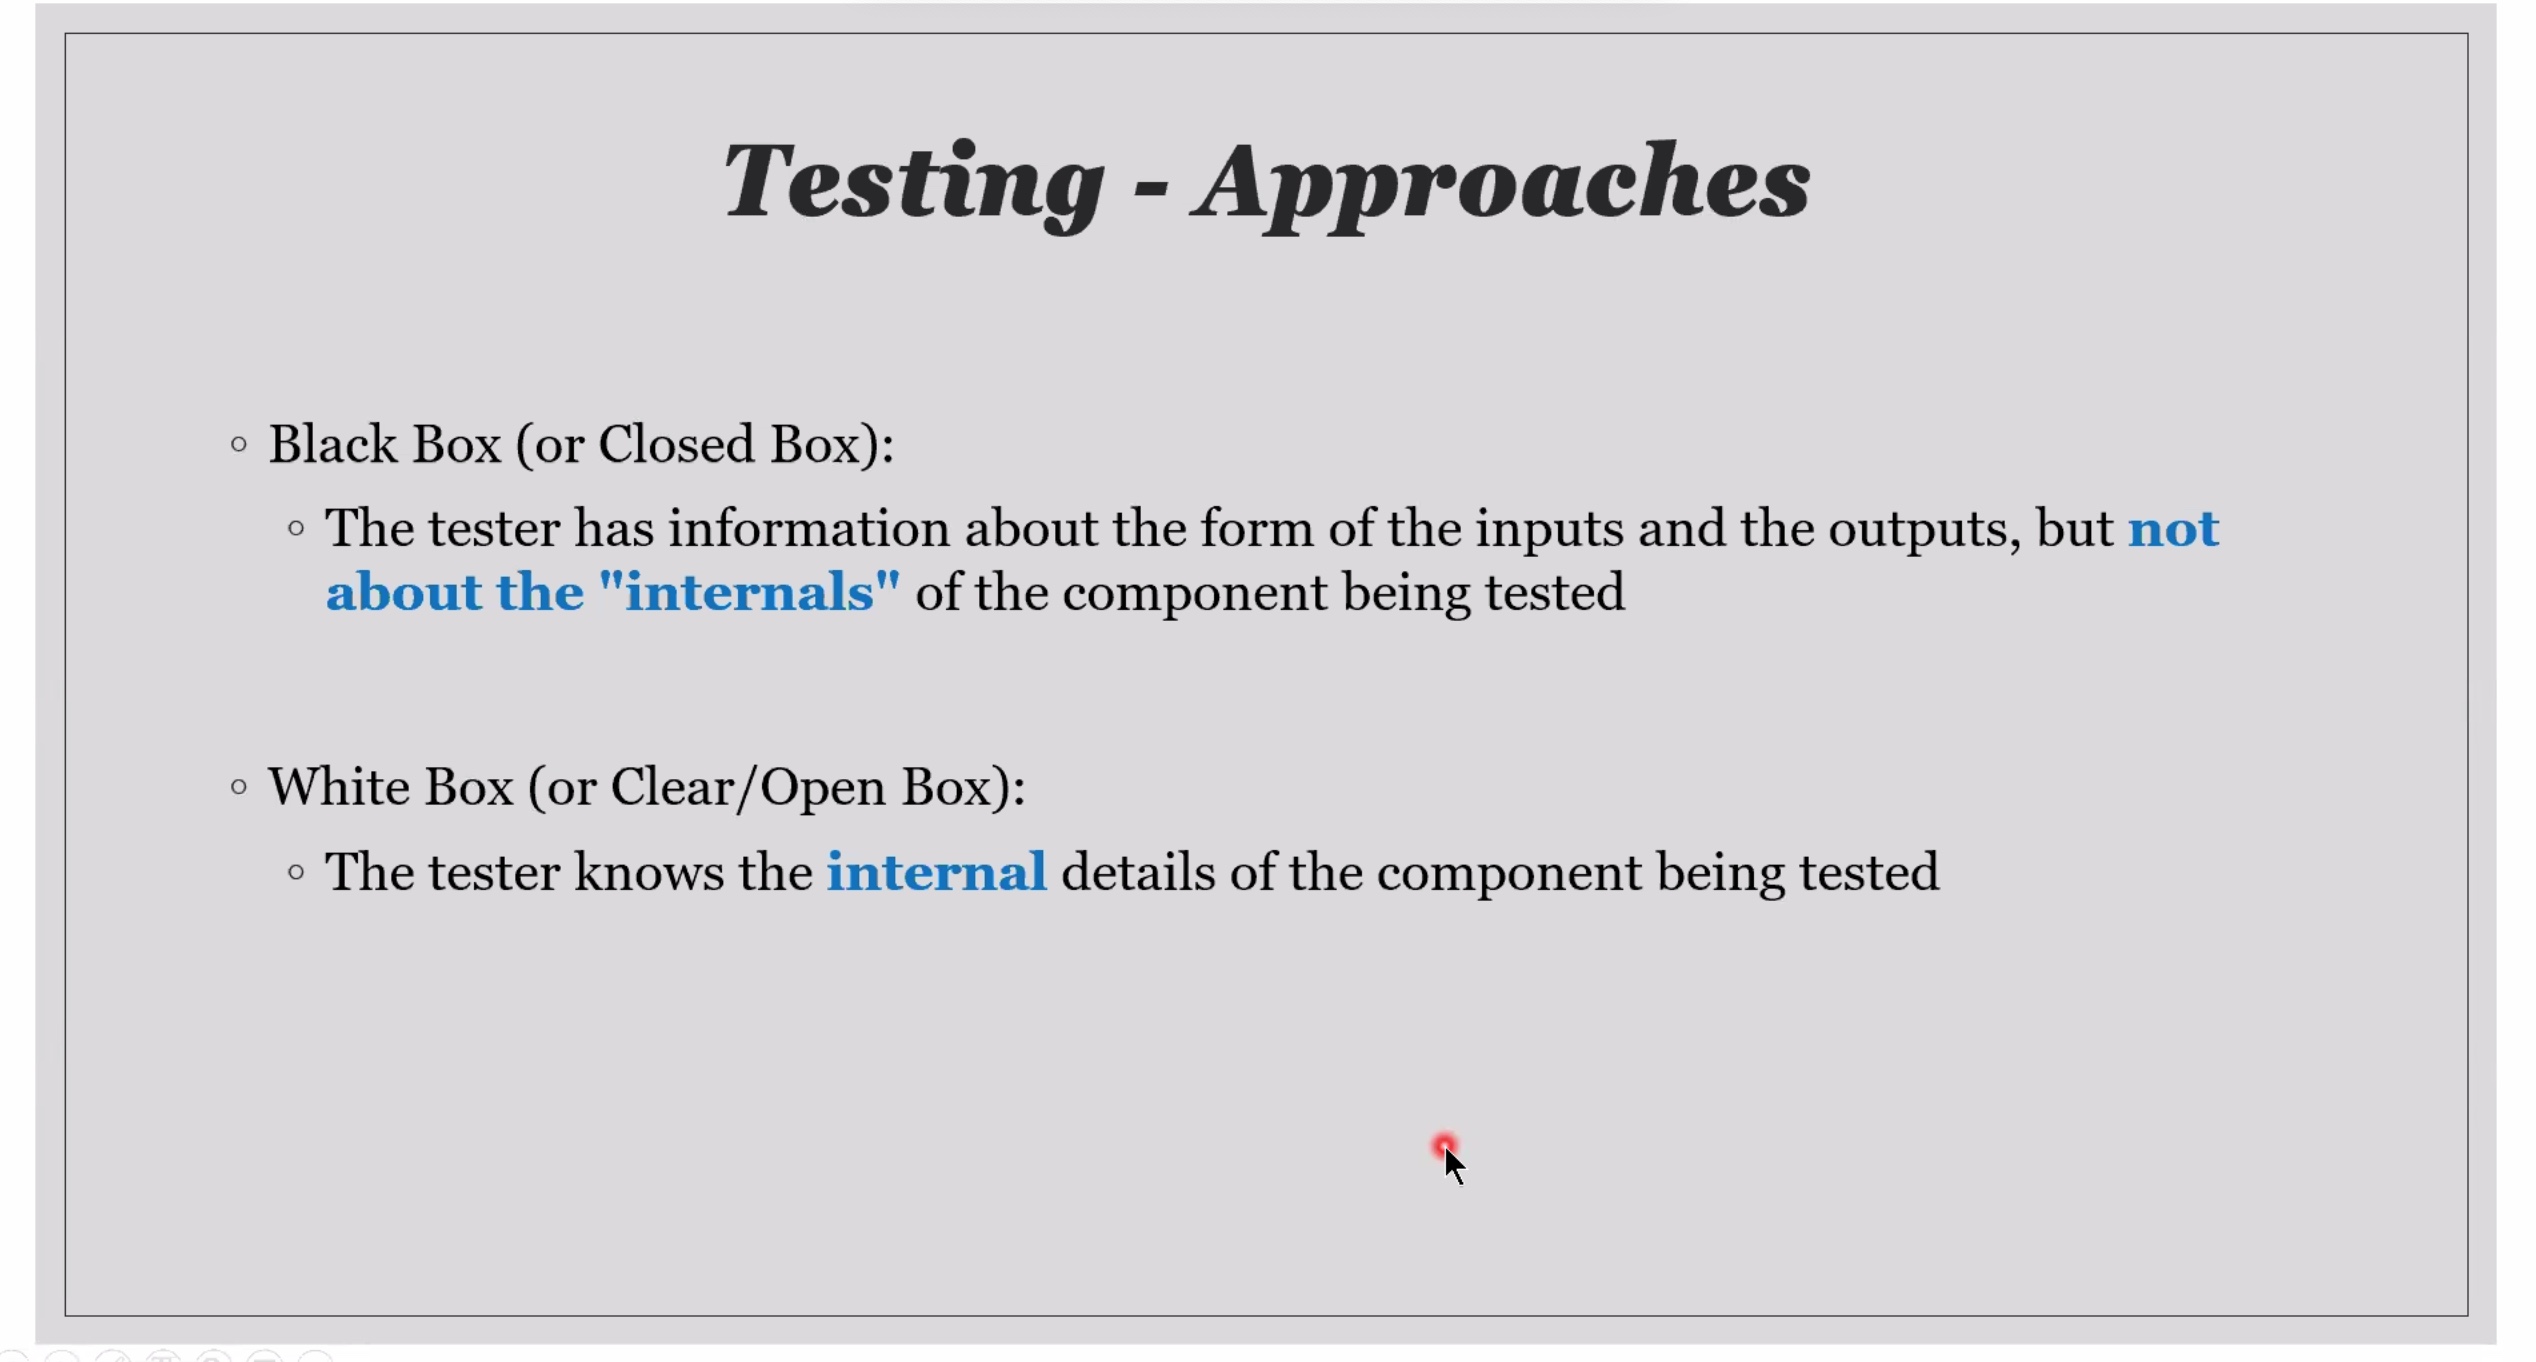 Testing - Approaches
◦ Black Box (or Closed Box):
◦ The tester has information about the form of the inputs and the outputs, but not
about the "internals" of the component being tested
◦ White Box (or Clear/Open Box):
◦ The tester knows the internal details of the component being tested